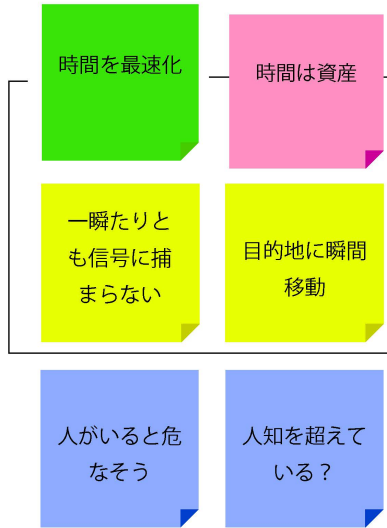 時間を最速化
時間は資産
一瞬たりと
も信号に捕
まらない
目的地に瞬間
移動
人がいると危
なそう
人知を超えて
いる？